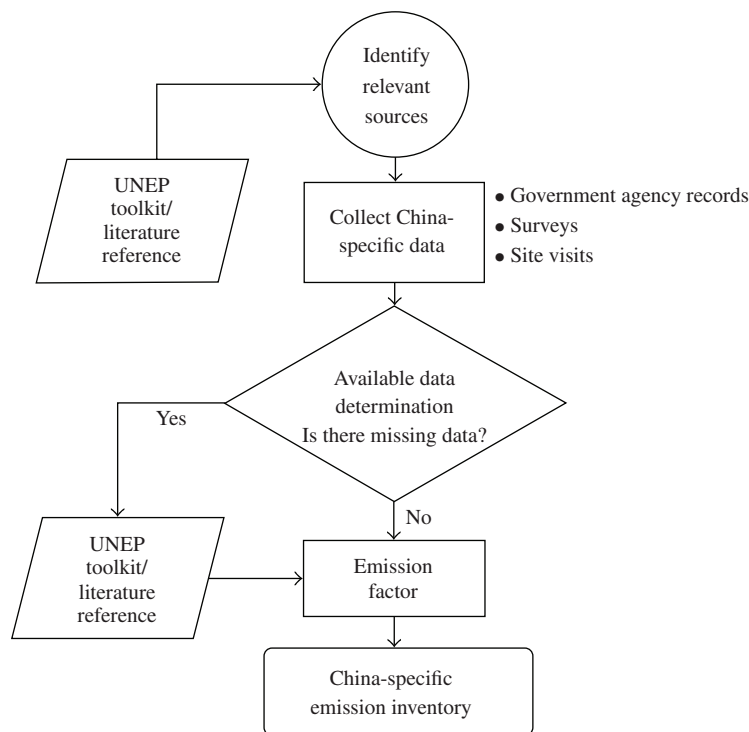 Identify
relevant
sources
UNEP
toolkit/
literature
reference
Collect China-
specific data
• Government agency records
• Surveys
• Site visits
Available data
determination
Is there missing data?
Yes
No
UNEP
toolkit/
literature
reference
Emission
factor
China-specific
emission inventory